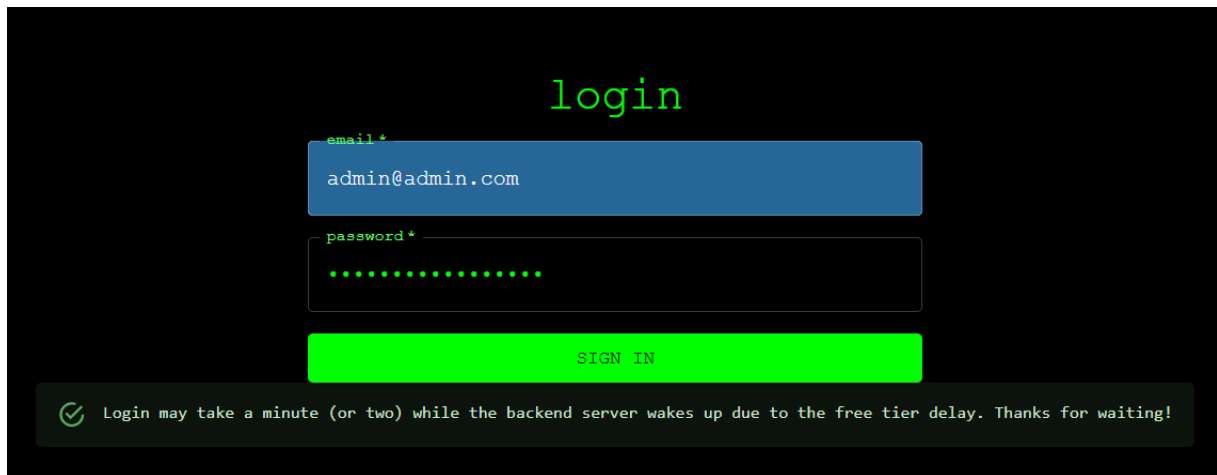 login
email *
admin@admin.com
password *
•••••••••••••••••
SIGN IN
Login may take a minute (or two) while the backend server wakes up due to the free tier delay. Thanks for waiting!